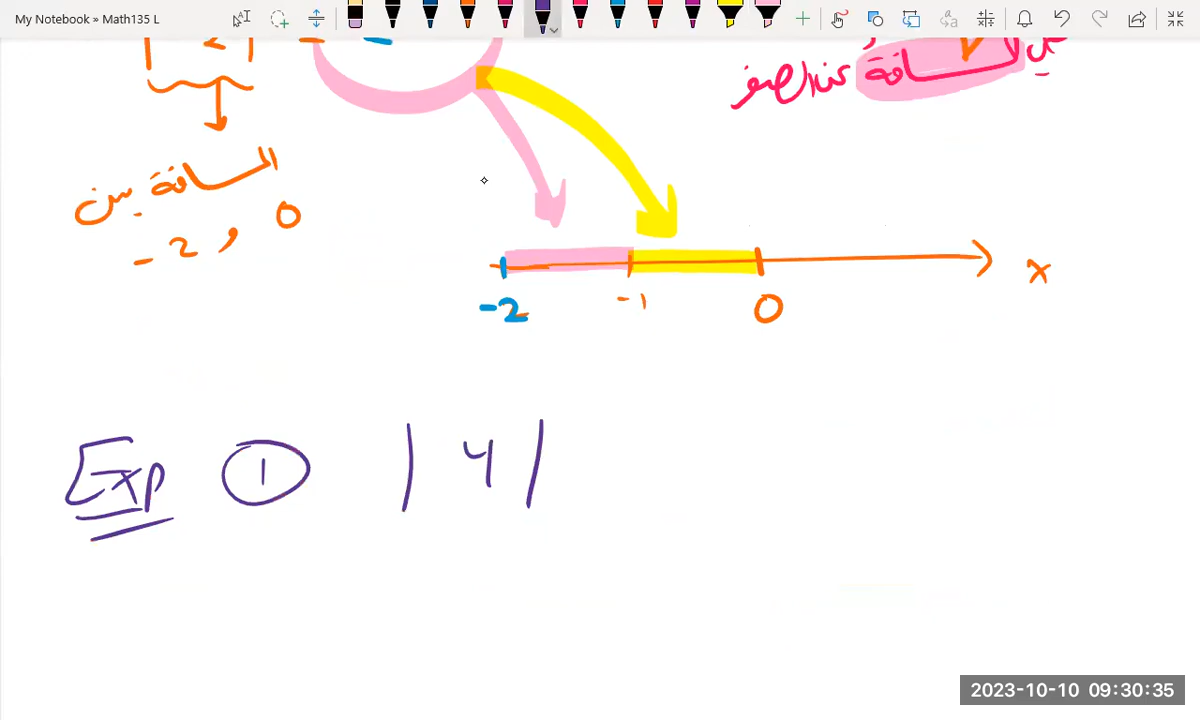 My Notebook » Math135 L
المسافة عن الصفر
المسافة بين
-2 , 0
-2 -1 0 x
Exp ① |4|
2023-10-10 09:30:35